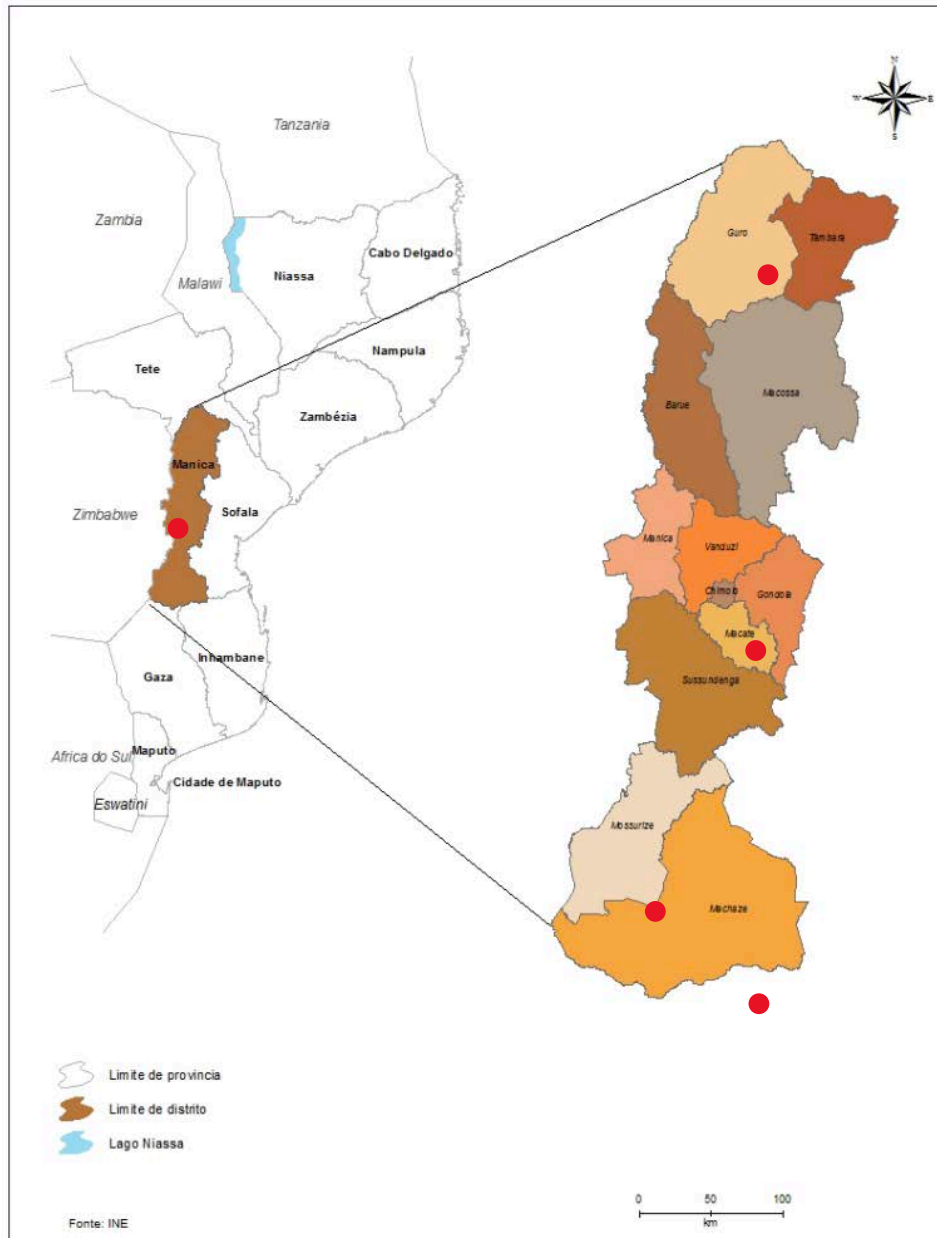 N
W
E
S
Tanzania
Zambia
Malawi
Niassa
Cabo Delgado
Nampula
Tete
Zambézia
Manica
Sofala
Zimbabwe
Inhambane
Gaza
Africa do Sul
Maputo
Cidade de Maputo
Eswatini
Guro
Tambara
Barue
Macossa
Manica
Vanduzi
Chimoio
Gondola
Macate
Sussundenga
Mossurize
Machaze
Limite de provincia
Limite de distrito
Lago Niassa
Fonte: INE
0 50 100
km